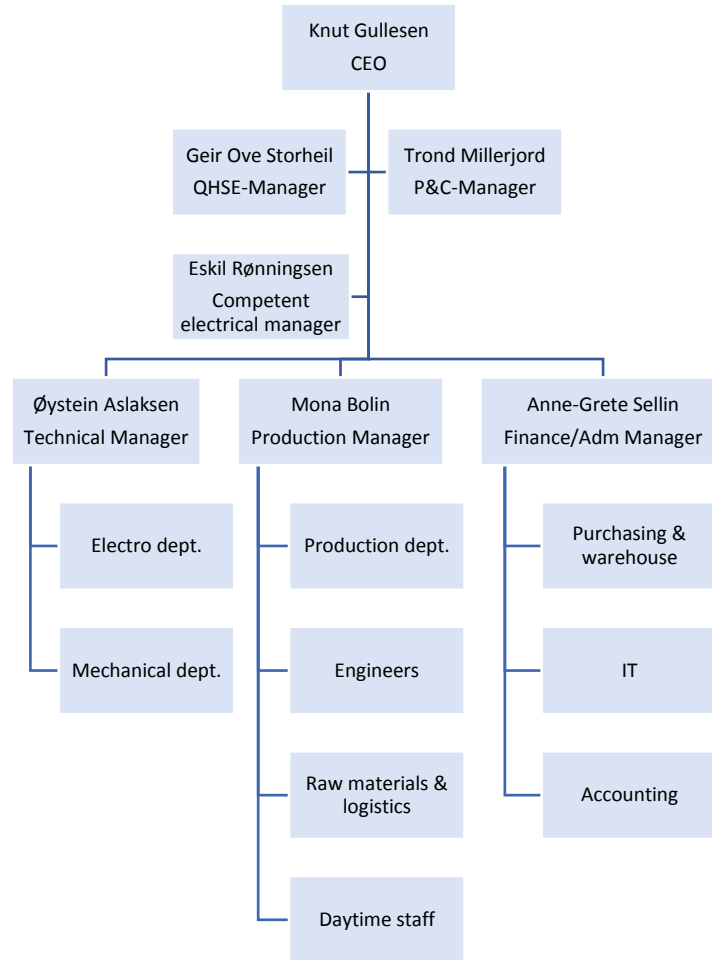 Knut Gullesen
CEO
Geir Ove Storheil
QHSE-Manager
Trond Millerjord
P&C-Manager
Eskil Rønningsen
Competent
electrical manager
Øystein Aslaksen
Technical Manager
Mona Bolin
Production Manager
Anne-Grete Sellin
Finance/Adm Manager
Electro dept.
Mechanical dept.
Production dept.
Engineers
Raw materials &
logistics
Daytime staff
Purchasing &
warehouse
IT
Accounting